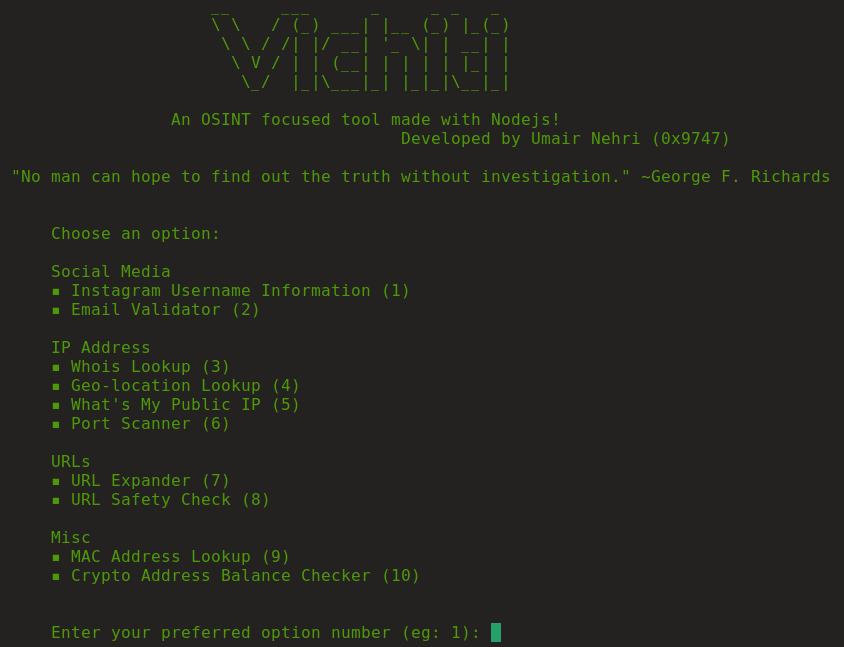 Vichiti
An OSINT focused tool made with Nodejs!
Developed by Umair Nehri (0x9747)
"No man can hope to find out the truth without investigation." ~George F. Richards
Choose an option:
Social Media
▪ Instagram Username Information (1)
▪ Email Validator (2)
IP Address
▪ Whois Lookup (3)
▪ Geo-location Lookup (4)
▪ What's My Public IP (5)
▪ Port Scanner (6)
URLs
▪ URL Expander (7)
▪ URL Safety Check (8)
Misc
▪ MAC Address Lookup (9)
▪ Crypto Address Balance Checker (10)
Enter your preferred option number (eg: 1):